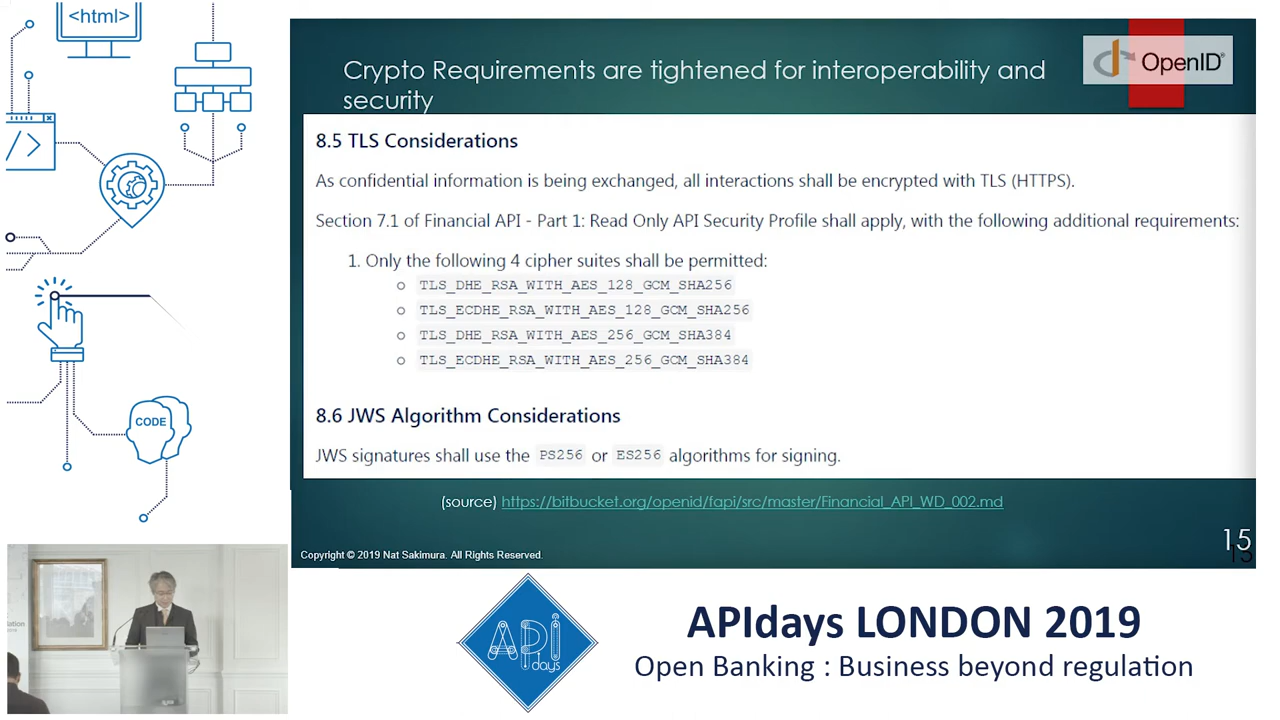 <html>
Crypto Requirements are tightened for interoperability and
security
OpenID®
8.5 TLS Considerations
As confidential information is being exchanged, all interactions shall be encrypted with TLS (HTTPS).
Section 7.1 of Financial API - Part 1: Read Only API Security Profile shall apply, with the following additional requirements:
1. Only the following 4 cipher suites shall be permitted:
TLS_DHE_RSA_WITH_AES_128_GCM_SHA256
TLS_ECDHE_RSA_WITH_AES_128_GCM_SHA256
TLS_DHE_RSA_WITH_AES_256_GCM_SHA384
TLS_ECDHE_RSA_WITH_AES_256_GCM_SHA384
8.6 JWS Algorithm Considerations
JWS signatures shall use the PS256 or ES256 algorithms for signing.
(source) https://bitbucket.org/openid/fapi/src/master/Financial_API_WD_002.md
15
15
Copyright © 2019 Nat Sakimura. All Rights Reserved.
</>
CODE
API
days
APIdays LONDON 2019
Open Banking : Business beyond regulation